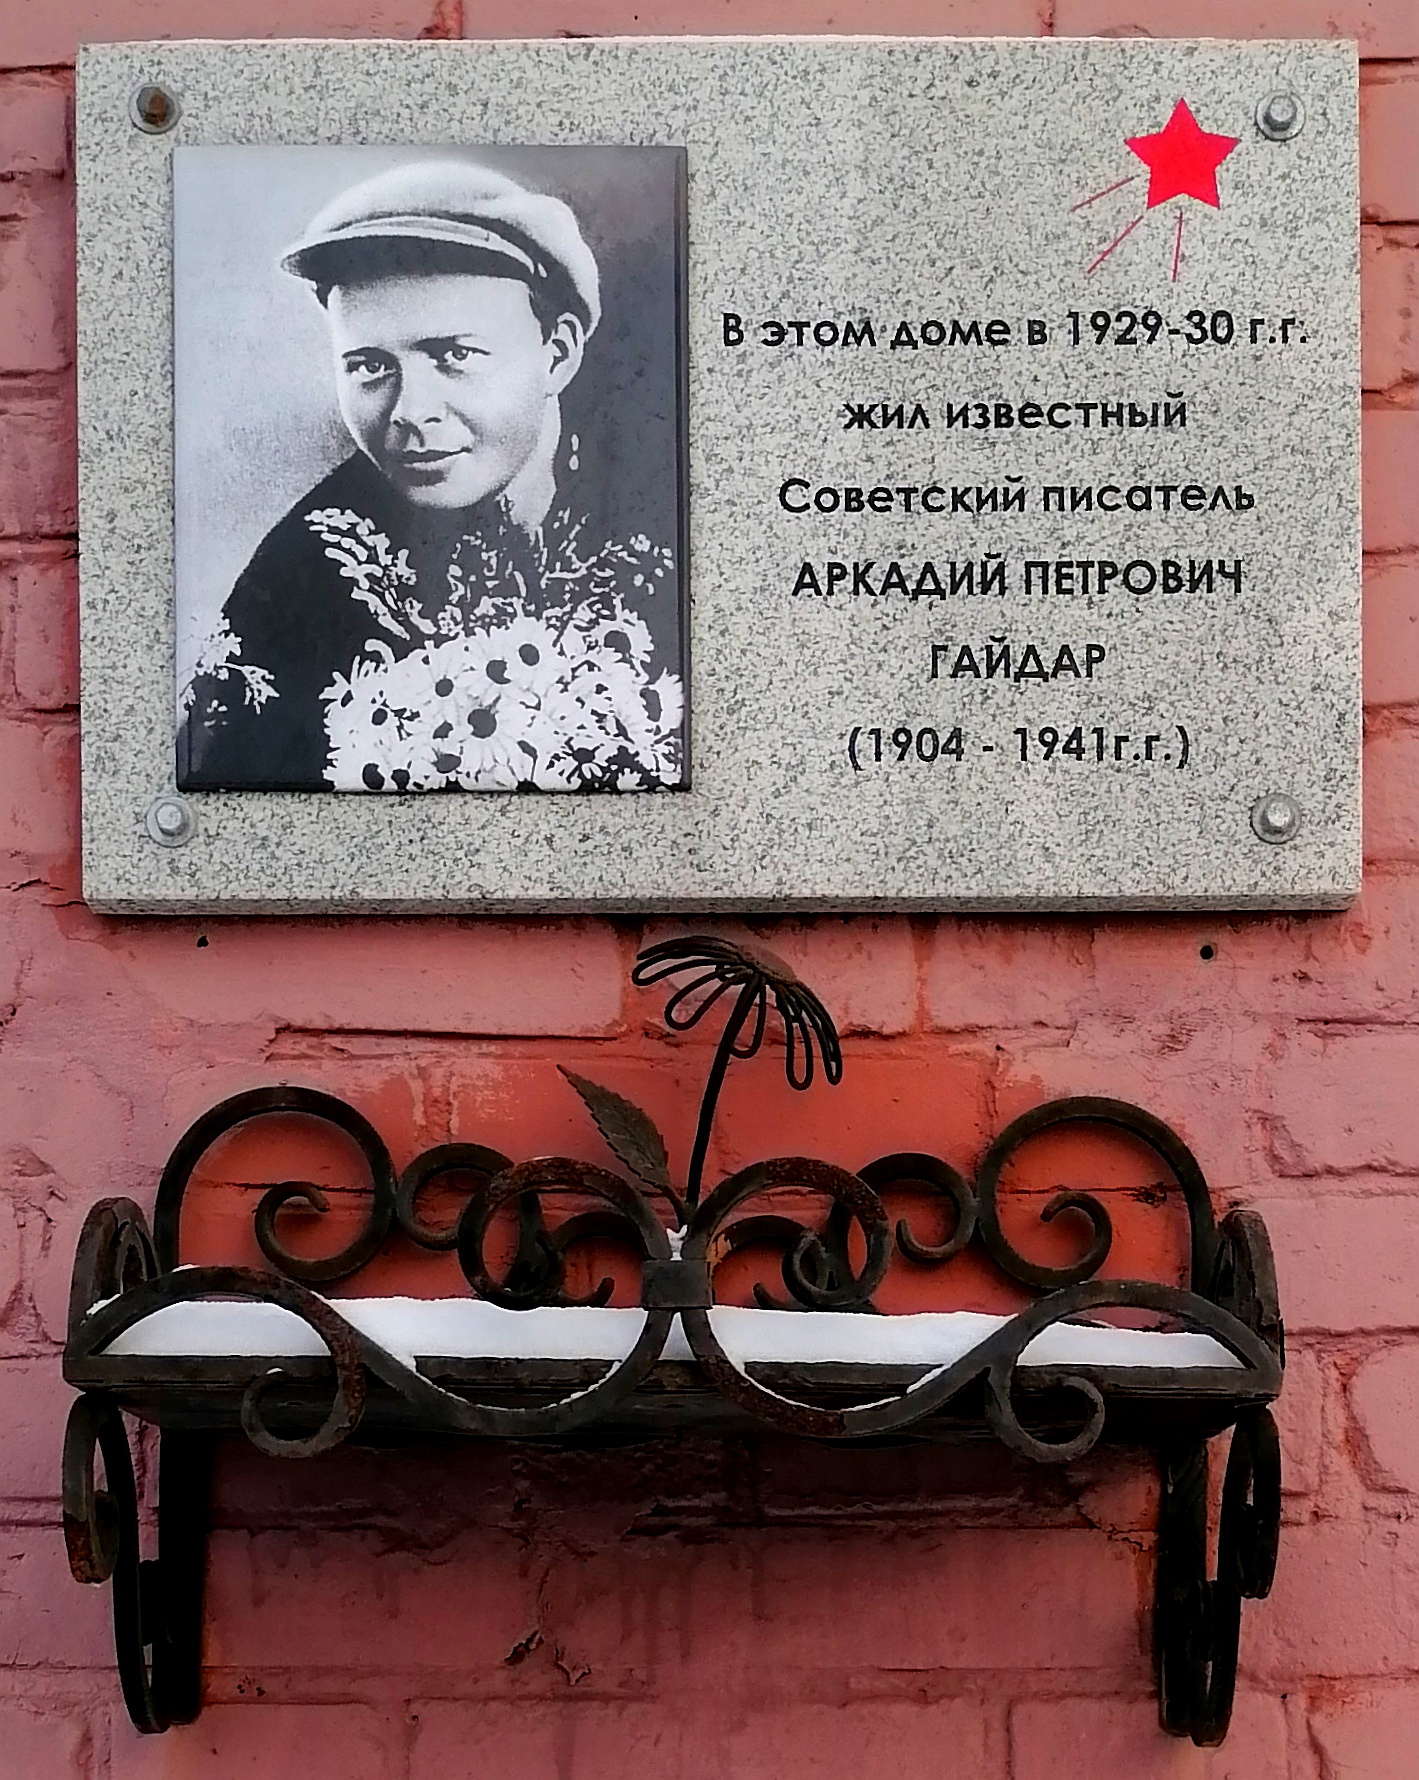 В этом доме в 1929-30 г.г.
жил известный
Советский писатель
АРКАДИЙ ПЕТРОВИЧ
ГАЙДАР
(1904 - 1941г.г.)